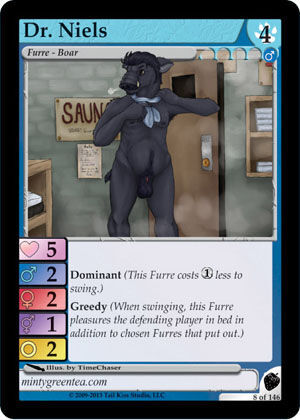 Dr. Niels
4
Furre - Boar
SAUN
5
2
Dominant (This Furre costs 1 less to
swing.)
2
Greedy (When swinging, this Furre
pleasures the defending player in bed in
addition to chosen Furres that put out.)
1
2
Illus. by TimeChaser
mintygreentea.com
8 of 146
© 2009-2013 Tail Kiss Studio, LLC